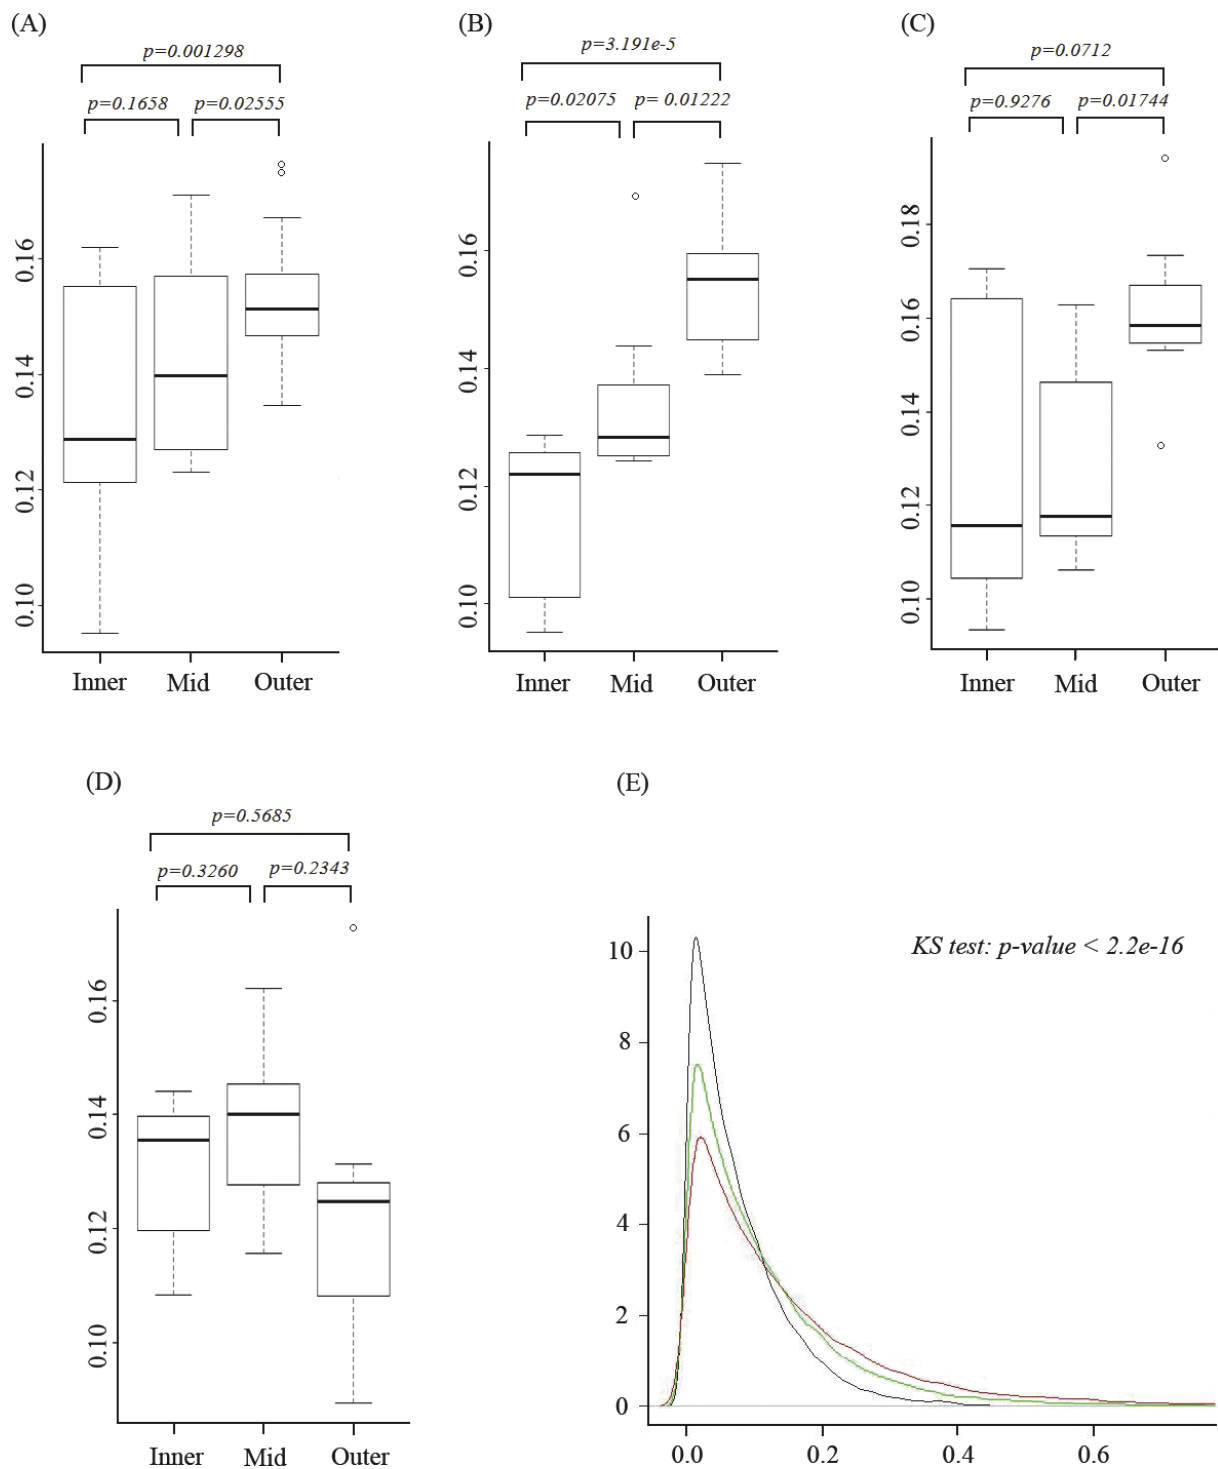 (A)
p=0.001298
p=0.1658 p=0.02555
0.16
0.14
0.12
0.10
Inner Mid Outer
(B)
p=3.191e-5
p=0.02075 p= 0.01222
0.16
0.14
0.12
0.10
Inner Mid Outer
(C)
p=0.0712
p=0.9276 p=0.01744
0.18
0.16
0.14
0.12
0.10
Inner Mid Outer
(D)
p=0.5685
p=0.3260 p=0.2343
0.16
0.14
0.12
0.10
Inner Mid Outer
(E)
KS test: p-value < 2.2e-16
10
8
6
4
2
0
0.0 0.2 0.4 0.6